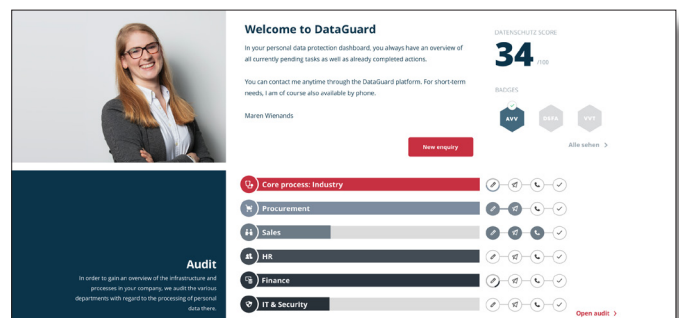 Welcome to DataGuard
In your personal data protection dashboard, you always have an overview of
all currently pending tasks as well as already completed actions.
You can contact me anytime through the DataGuard platform. For short-term
needs, I am of course also available by phone.
Maren Wienands
New enquiry
DATENSCHUTZ SCORE
34 /100
BADGES
AVV DATA VVT
Alle sehen >
Audit
In order to gain an overview of the infrastructure and
processes in your company, we audit the various
departments with regard to the processing of personal
data there.
Core process: Industry
Procurement
Sales
HR
Finance
IT & Security
Open audit >